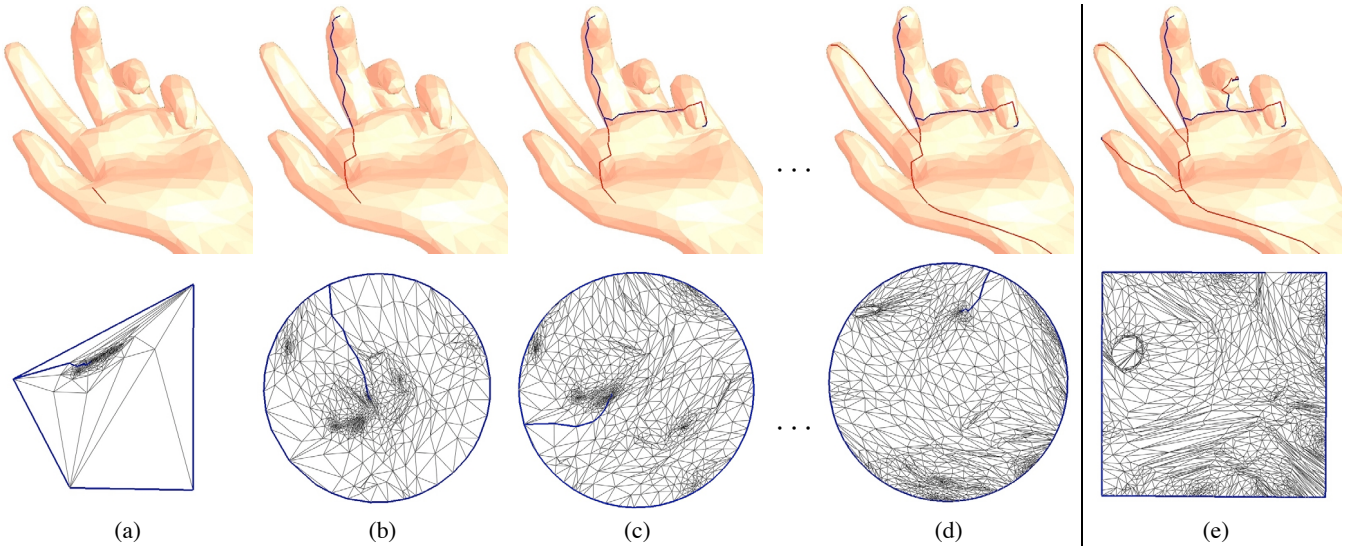 . . .
. . .
(a) (b) (c) (d) (e)